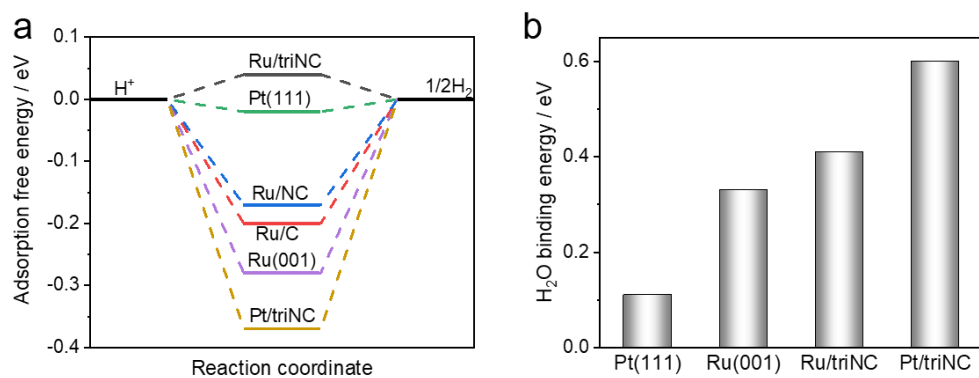 a
Adsorption free energy / eV
0.1
0.0
-0.1
-0.2
-0.3
-0.4
H⁺
Ru/triNC
Pt(111)
1/2H₂
Ru/NC
Ru/C
Ru(001)
Pt/triNC
Reaction coordinate
b
H₂O binding energy / eV
0.6
0.4
0.2
0.0
Pt(111) Ru(001) Ru/triNC Pt/triNC